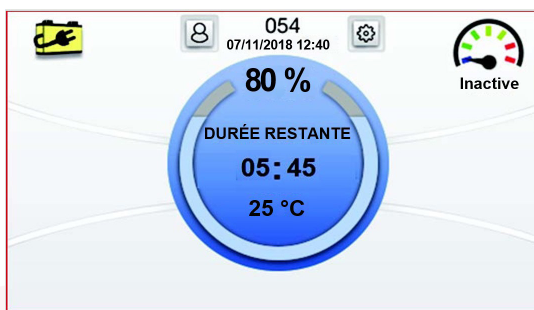 054
07/11/2018 12:40
Inactive
80 %
DURÉE RESTANTE
05:45
25 °C